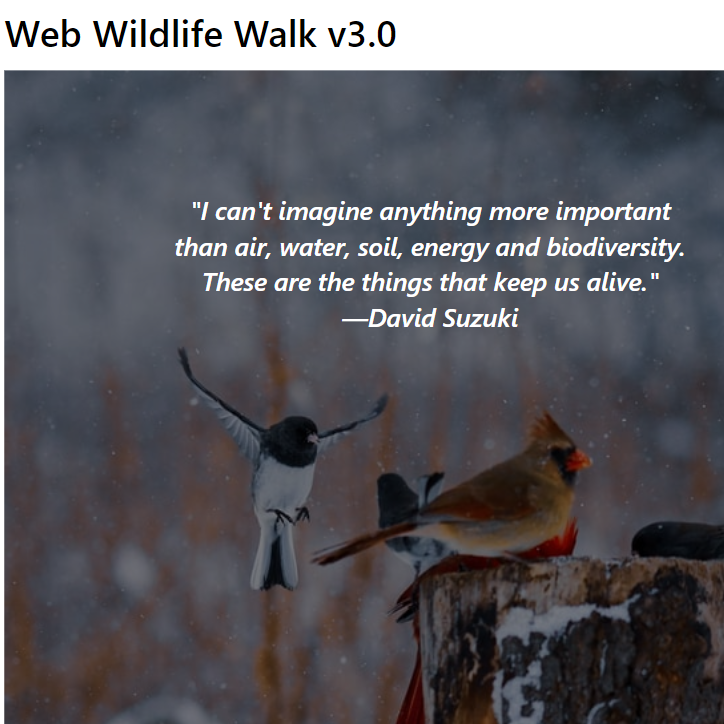 Web Wildlife Walk v3.0
"I can't imagine anything more important
than air, water, soil, energy and biodiversity.
These are the things that keep us alive."
—David Suzuki